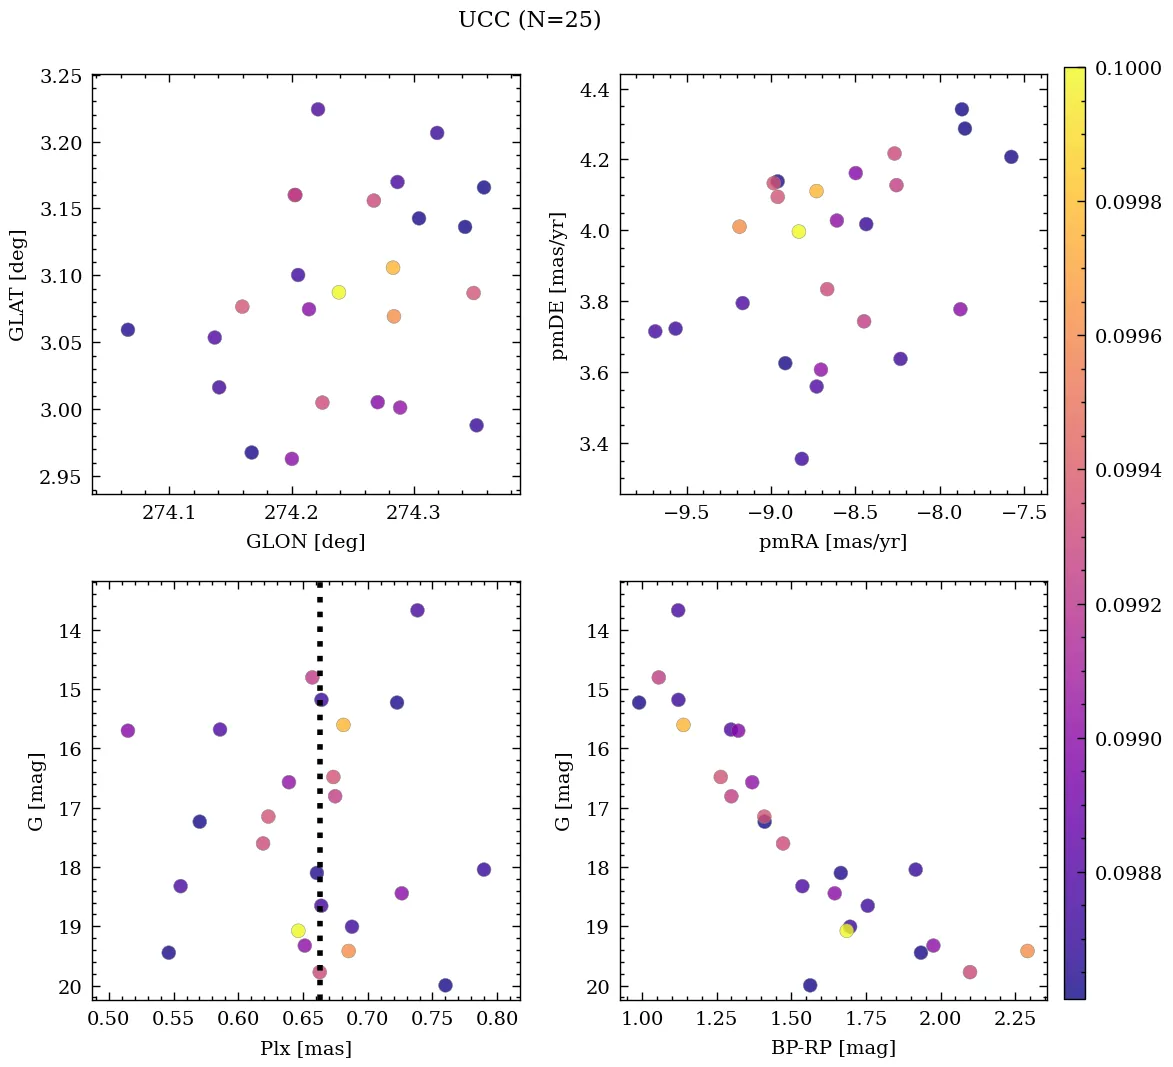 UCC (N=25)
3.25
3.20
3.15
3.10
3.05
3.00
2.95
GLAT [deg]
274.1 274.2 274.3
GLON [deg]
4.4
4.2
4.0
3.8
3.6
3.4
pmDE [mas/yr]
−9.5 −9.0 −8.5 −8.0 −7.5
pmRA [mas/yr]
14
15
16
17
18
19
20
G [mag]
0.50 0.55 0.60 0.65 0.70 0.75 0.80
Plx [mas]
14
15
16
17
18
19
20
G [mag]
1.00 1.25 1.50 1.75 2.00 2.25
BP-RP [mag]
0.1000
0.0998
0.0996
0.0994
0.0992
0.0990
0.0988